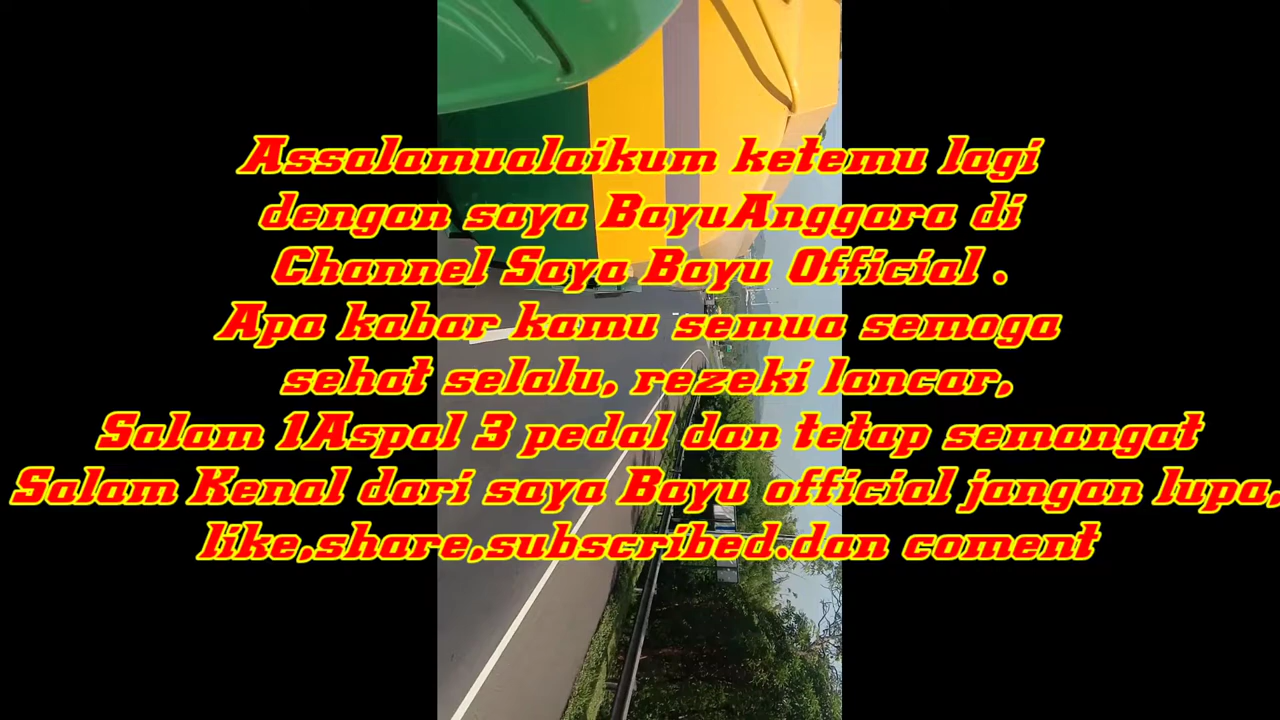 Assalamualaikum ketemu lagi
dengan saya BayuAnggara di
Channel Saya Bayu Official .
Apa kabar kamu semua semoga
sehat selalu, rezeki lancar,
Salam 1Aspal 3 pedal dan tetap semangat
Salam Kenal dari saya Bayu official jangan lupa,
like,share,subscribed.dan coment